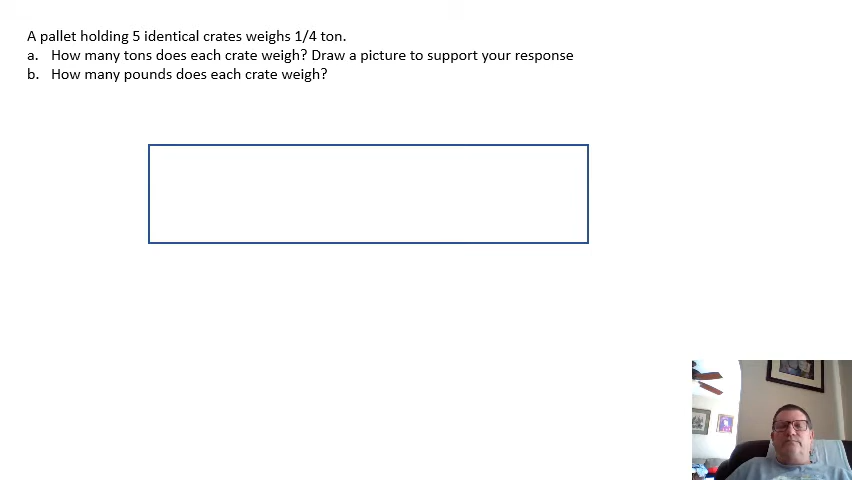 A pallet holding 5 identical crates weighs 1/4 ton.
a. How many tons does each crate weigh? Draw a picture to support your response
b. How many pounds does each crate weigh?